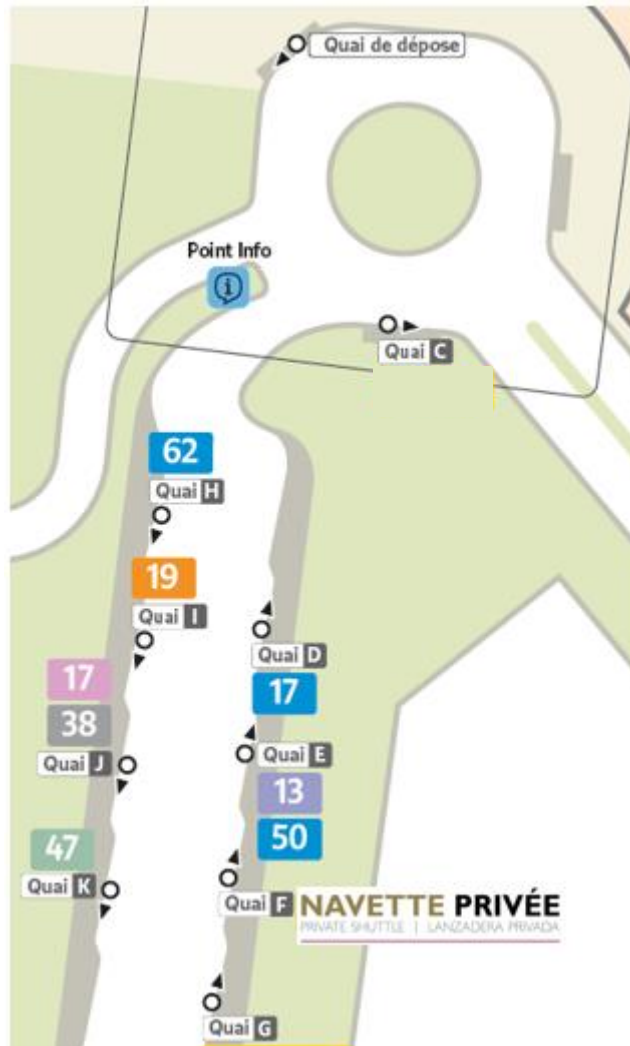 Quai de dépose
Point Info
i
Quai C
62
Quai H
19
Quai I
Quai D
17
17
38
Quai J
Quai E
13
50
47
Quai K
Quai F
NAVETTE PRIVÉE
PRIVATE SHUTTLE | LANZADERA PRIVADA
Quai G